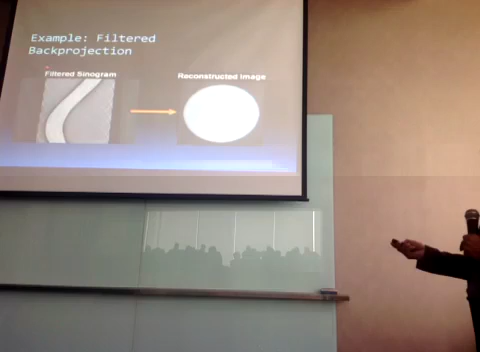 Example: Filtered
Backprojection
Filtered Sinogram
Reconstructed Image